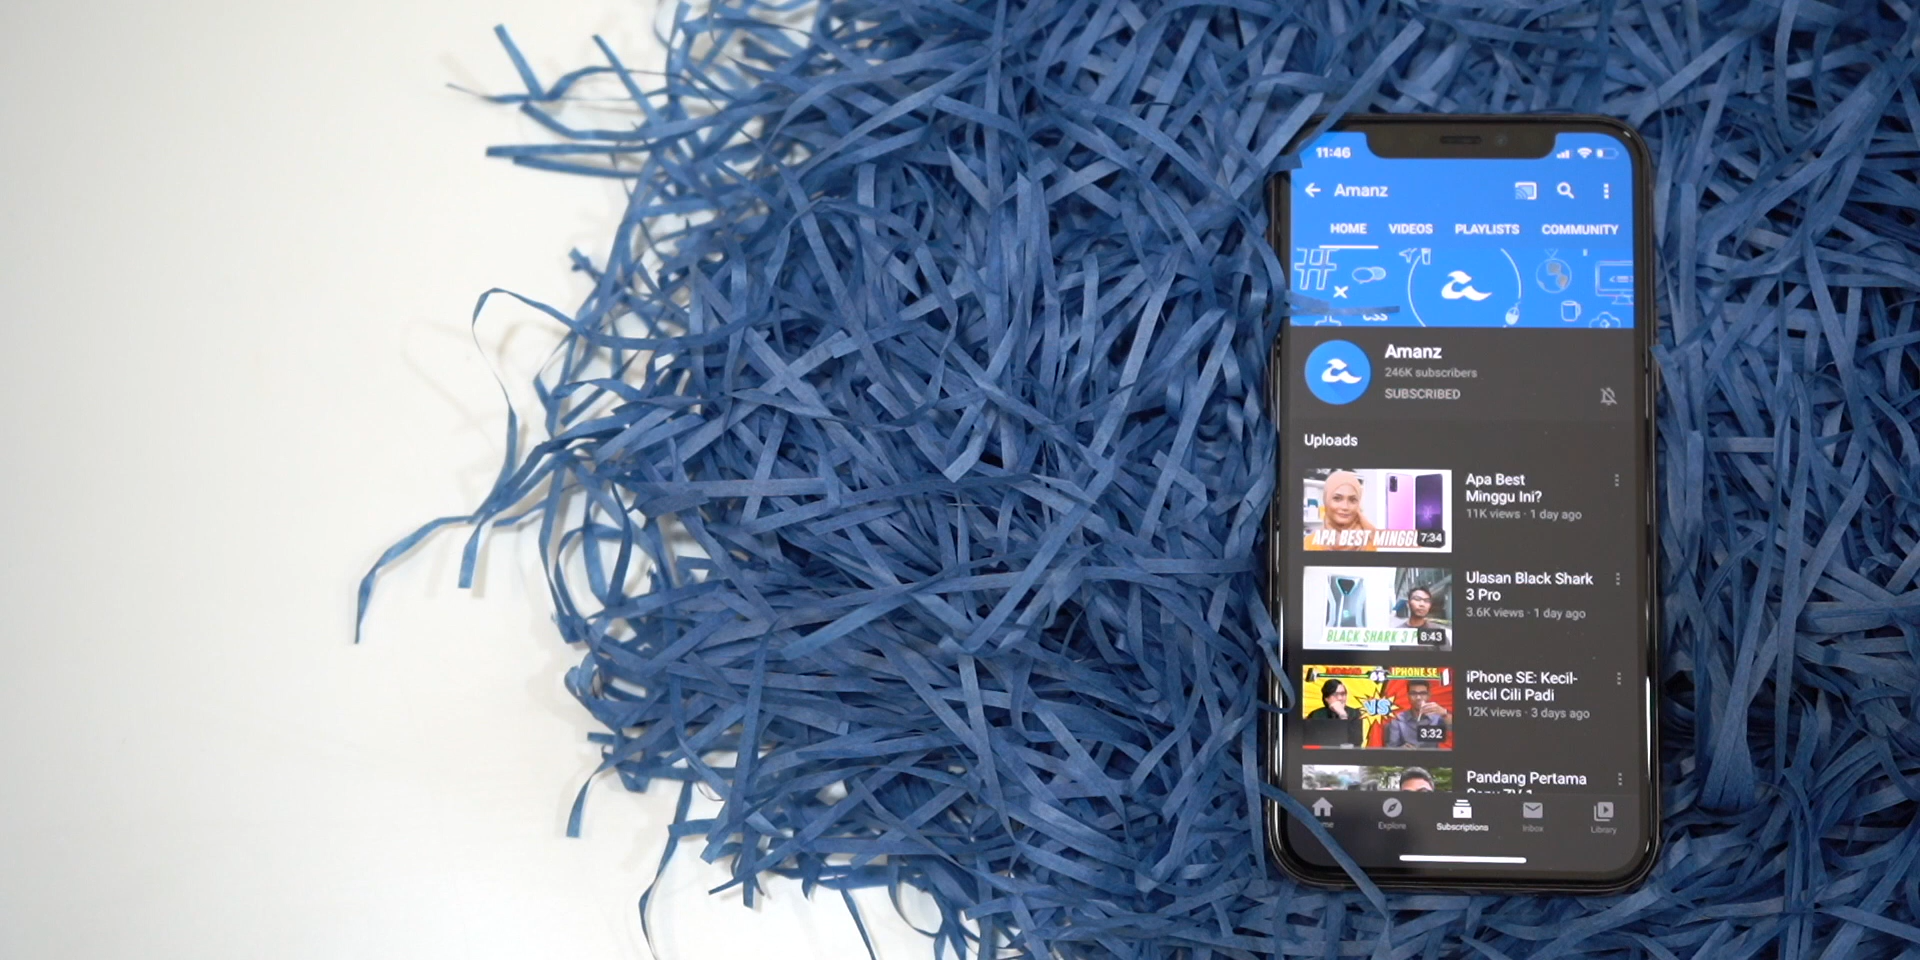 11:46
Amanz
HOME VIDEOS PLAYLISTS COMMUNITY
#
CSS
Amanz
246K subscribers
SUBSCRIBED
Uploads
Apa Best
Minggu Ini?
11K views · 1 day ago
APA BEST MINGGU
7:34
Ulasan Black Shark
3 Pro
3.6K views · 1 day ago
BLACK SHARK 3 P
8:43
IPHONE SE
VS
3:32
iPhone SE: Kecil-
kecil Cili Padi
12K views · 3 days ago
Pandang Pertama
Explore Subscriptions Inbox Library